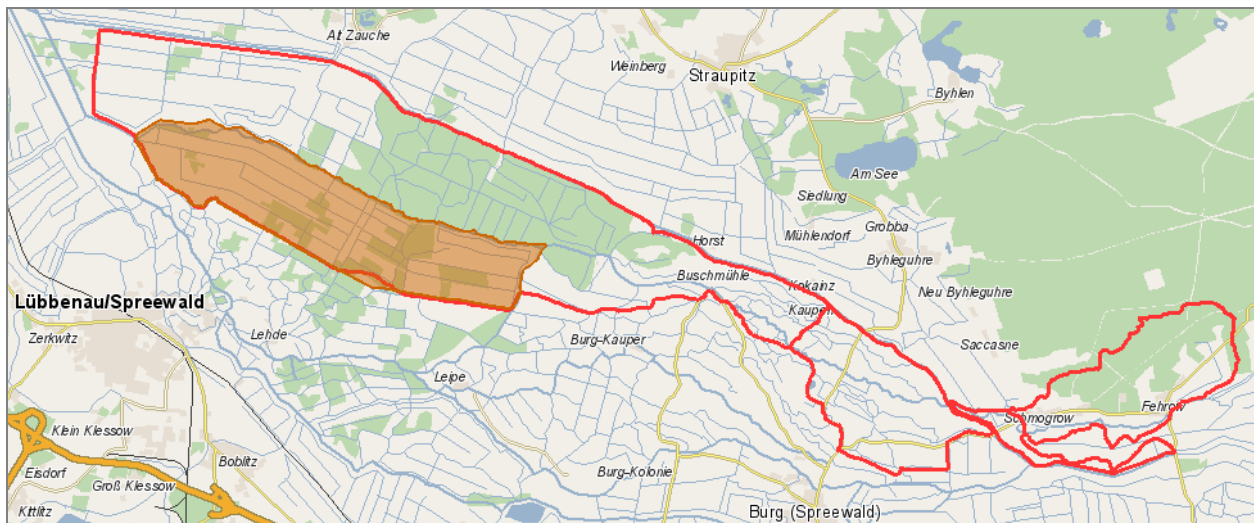 Alt Zauche
Weinberg
Straupitz
Byhlen
Am See
Siedlung
Mühlendorf
Grobba
Horst
Byhleguhre
Buschmühle
Kokainz
Neu Byhleguhre
Kaupen
Lübbenau/Spreewald
Zerkwitz
Lehde
Burg-Kauper
Saccasne
Leipe
Fehrow
Schmogrow
Klein Klessow
Boblitz
Eisdorf
Groß Klessow
Burg-Kolonie
Kittlitz
Burg (Spreewald)